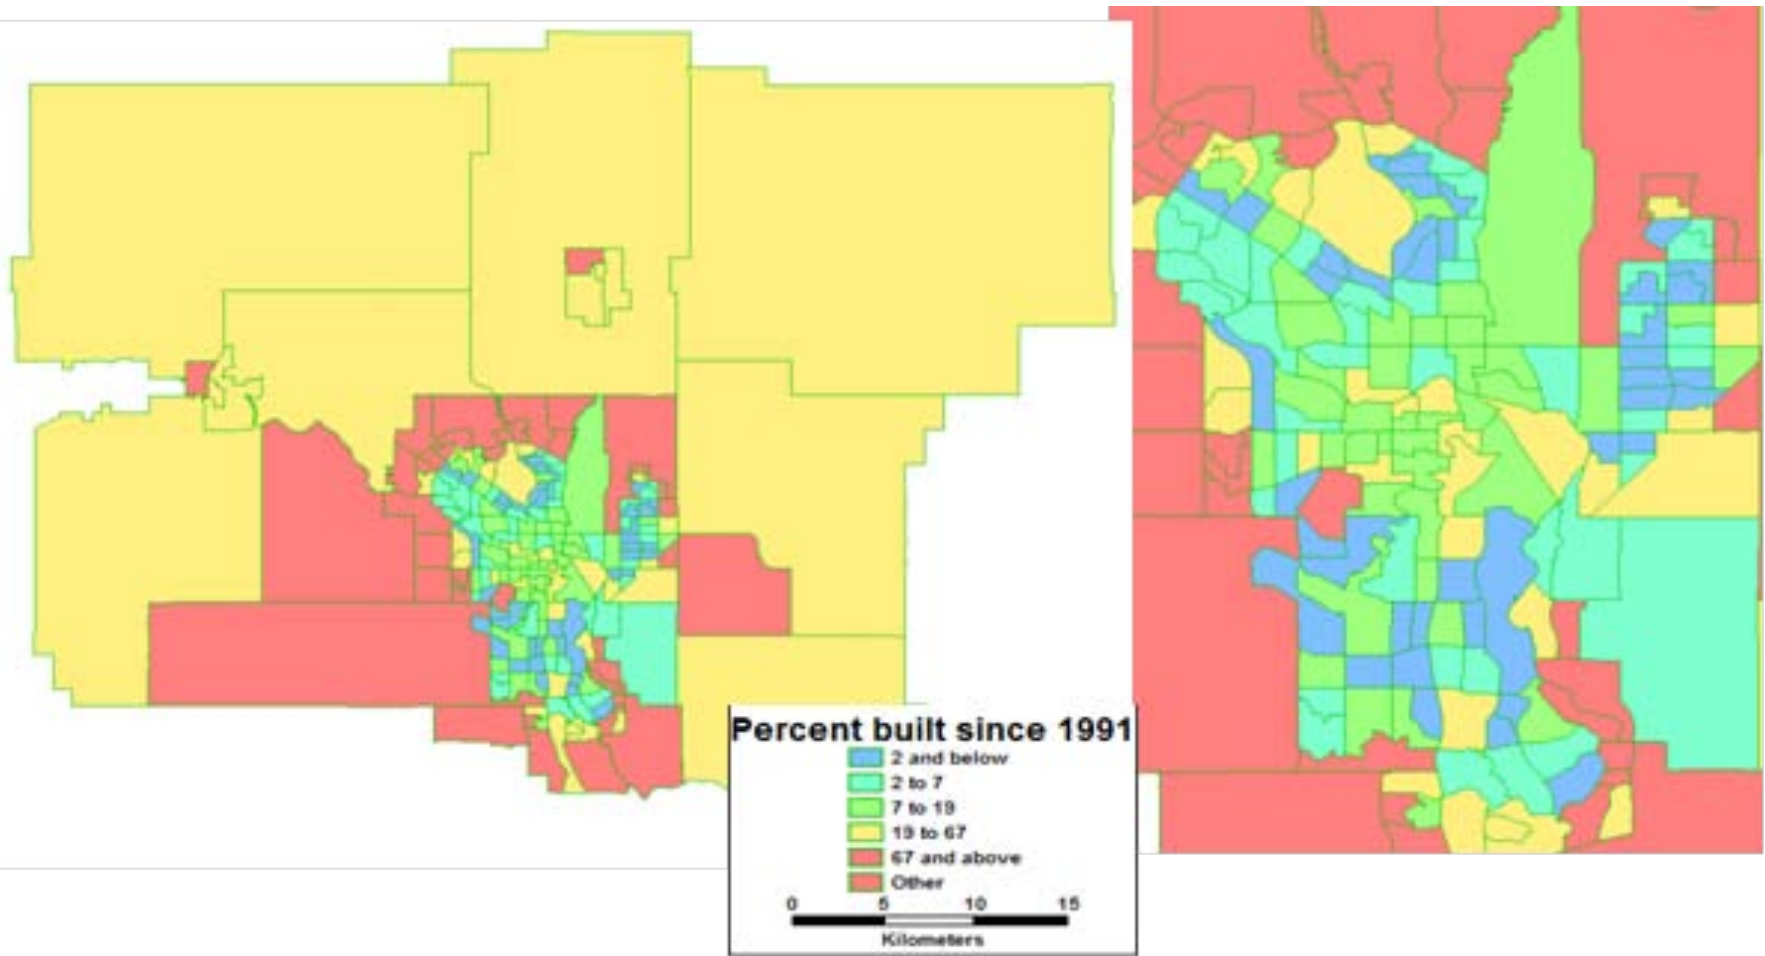 Percent built since 1991
2 and below
2 to 7
7 to 19
19 to 67
67 and above
Other
0 5 10 15
Kilometers